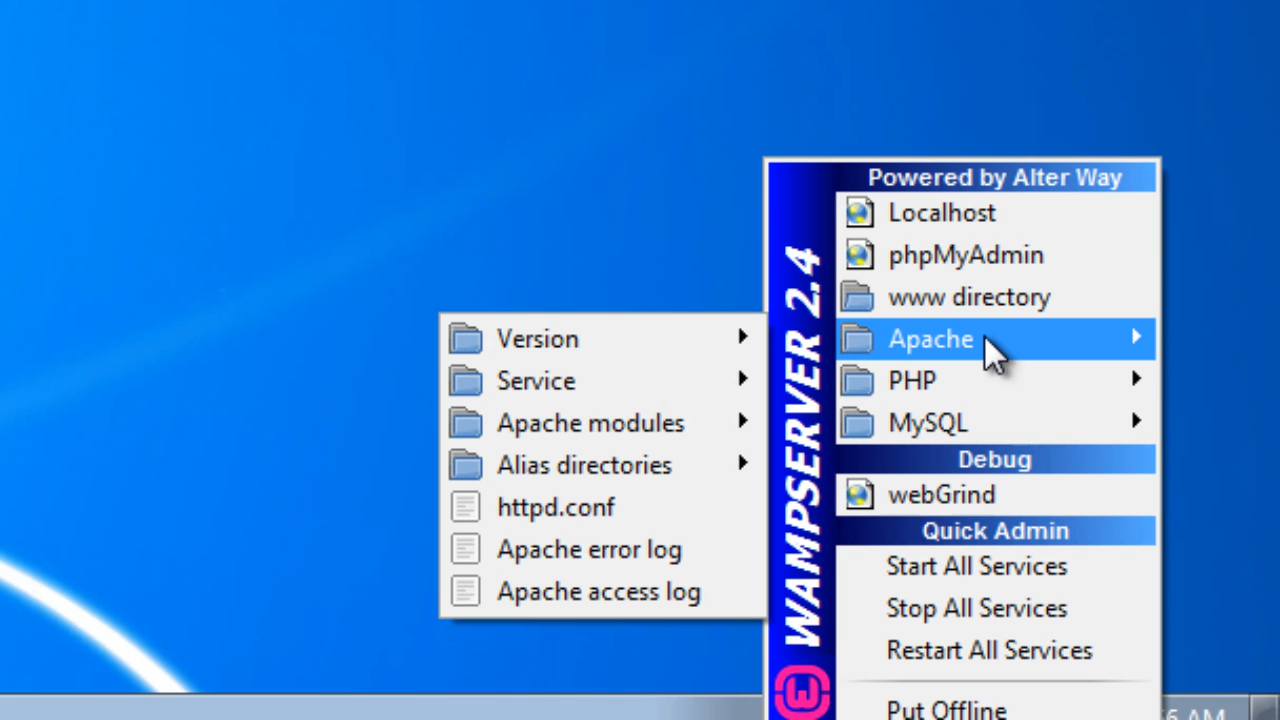 Powered by Alter Way
Localhost
phpMyAdmin
www directory
Apache
PHP
MySQL
Debug
webGrind
Quick Admin
Start All Services
Stop All Services
Restart All Services
Put Offline
WAMPSERVER 2.4
Version
Service
Apache modules
Alias directories
httpd.conf
Apache error log
Apache access log
AM